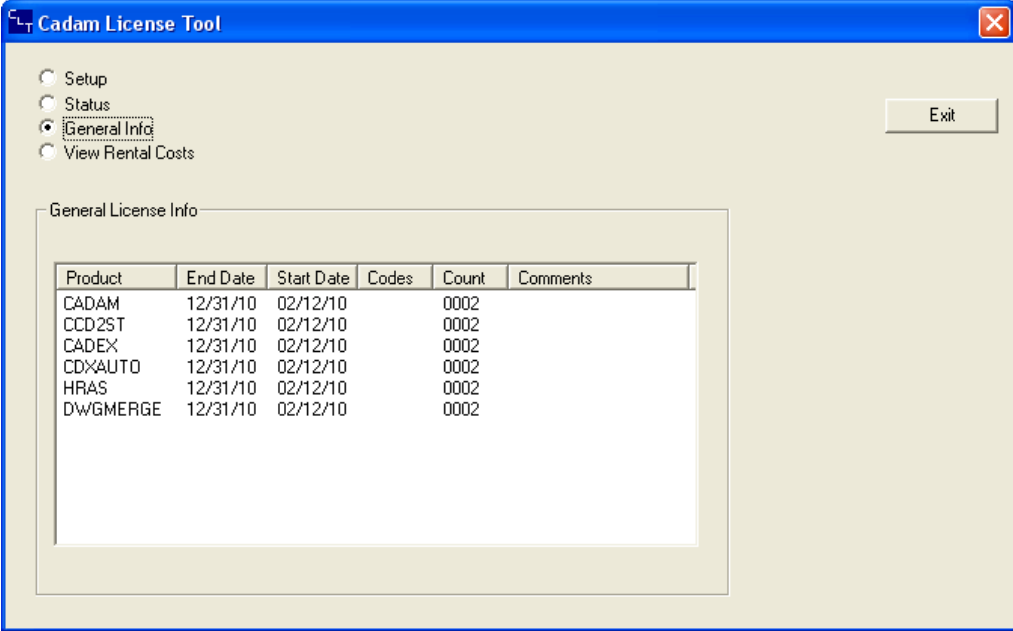 CLT Cadam License Tool
Setup
Status
General Info
View Rental Costs
Exit
General License Info
Product End Date Start Date Codes Count Comments
CADAM 12/31/10 02/12/10 0002
CCD2ST 12/31/10 02/12/10 0002
CADEX 12/31/10 02/12/10 0002
CDXAUTO 12/31/10 02/12/10 0002
HRAS 12/31/10 02/12/10 0002
DWGMERGE 12/31/10 02/12/10 0002